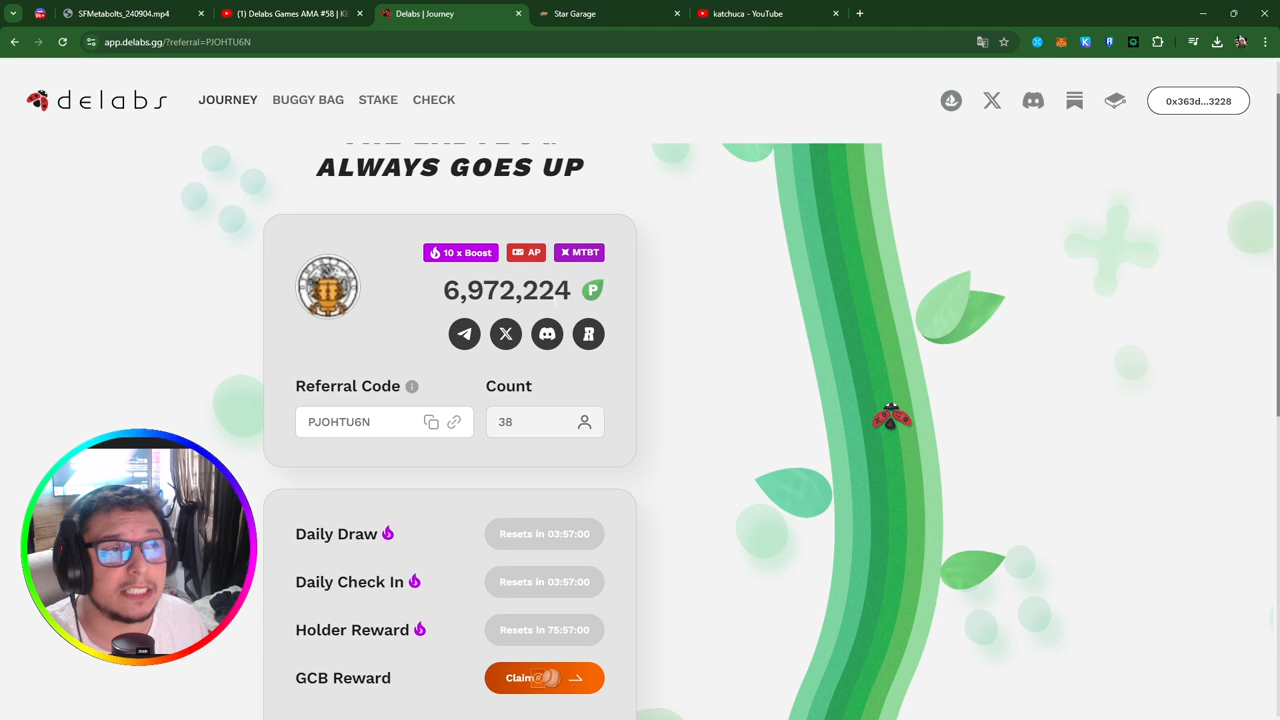 SFMetabolts_240904.mp4
(1) Delabs Games AMA #58 | K
Delabs | Journey
Star Garage
katchuca - YouTube
app.delabs.gg/?referral=PJOHTU6N
delabs
JOURNEY
BUGGY BAG
STAKE
CHECK
0x363d...3228
ALWAYS GOES UP
10 x Boost
AP
MTBT
6,972,224 P
Referral Code
Count
PJOHTU6N
38
Daily Draw
Resets in 03:57:00
Daily Check In
Resets in 03:57:00
Holder Reward
Resets in 75:57:00
GCB Reward
Claim